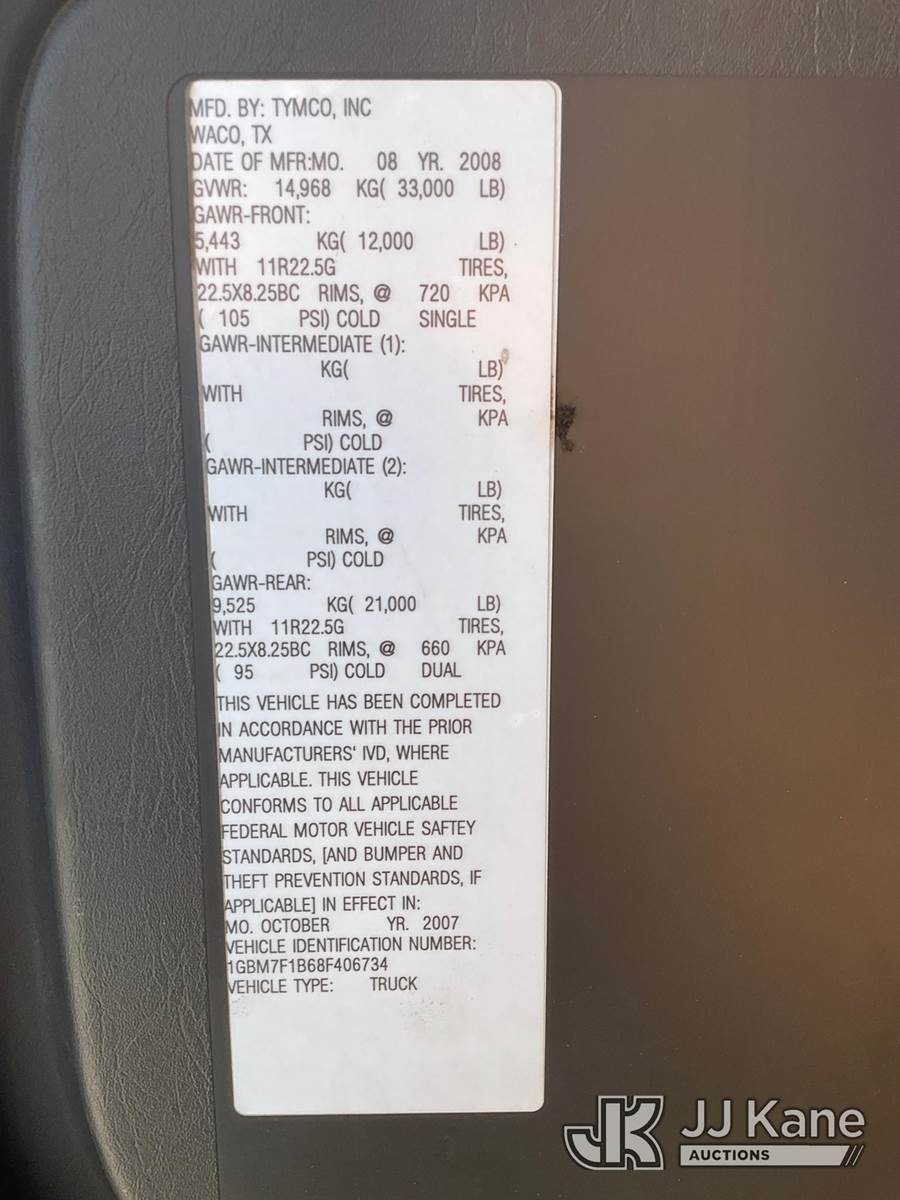 MFD. BY: TYMCO, INC
WACO, TX
DATE OF MFR:MO. 08 YR. 2008
GVWR: 14,968 KG( 33,000 LB)
GAWR-FRONT:
5,443 KG( 12,000 LB)
WITH 11R22.5G TIRES,
22.5X8.25BC RIMS, @ 720 KPA
( 105 PSI) COLD SINGLE
GAWR-INTERMEDIATE (1):
KG( LB)
WITH TIRES,
RIMS, @ KPA
( PSI) COLD
GAWR-INTERMEDIATE (2):
KG( LB)
WITH TIRES,
RIMS, @ KPA
( PSI) COLD
GAWR-REAR:
9,525 KG( 21,000 LB)
WITH 11R22.5G TIRES,
22.5X8.25BC RIMS, @ 660 KPA
( 95 PSI) COLD DUAL
THIS VEHICLE HAS BEEN COMPLETED
IN ACCORDANCE WITH THE PRIOR
MANUFACTURERS' IVD, WHERE
APPLICABLE. THIS VEHICLE
CONFORMS TO ALL APPLICABLE
FEDERAL MOTOR VEHICLE SAFTEY
STANDARDS, [AND BUMPER AND
THEFT PREVENTION STANDARDS, IF
APPLICABLE] IN EFFECT IN:
MO. OCTOBER YR. 2007
VEHICLE IDENTIFICATION NUMBER:
1GBM7F1B68F406734
VEHICLE TYPE: TRUCK
JK JJ Kane
AUCTIONS